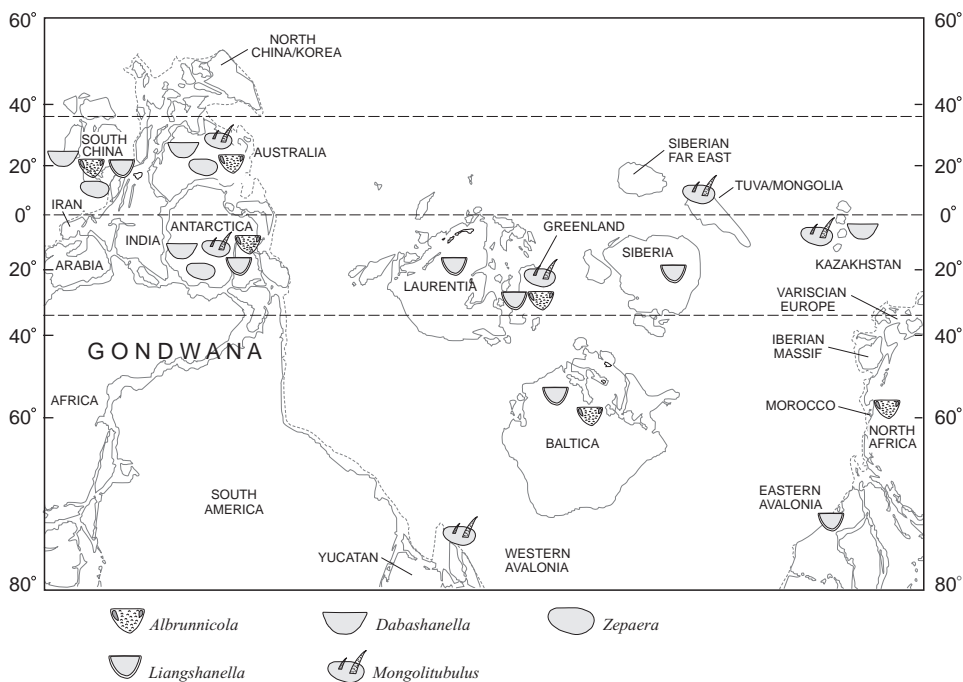 60˚ 60˚
NORTH
CHINA/KOREA
40˚ 40˚
SOUTH
CHINA
AUSTRALIA
SIBERIAN
FAR EAST
20˚ 20˚
TUVA/MONGOLIA
IRAN
0˚ 0˚
ANTARCTICA
GREENLAND
INDIA
SIBERIA
ARABIA
KAZAKHSTAN
20˚ 20˚
LAURENTIA
VARISCIAN
EUROPE
40˚ 40˚
IBERIAN
MASSIF
GONDWANA
AFRICA
MOROCCO
60˚ 60˚
NORTH
AFRICA
BALTICA
SOUTH
AMERICA
EASTERN
AVALONIA
YUCATAN
WESTERN
AVALONIA
80˚ 80˚
Albrunnicola Dabashanella Zepaera
Liangshanella Mongolitubulus